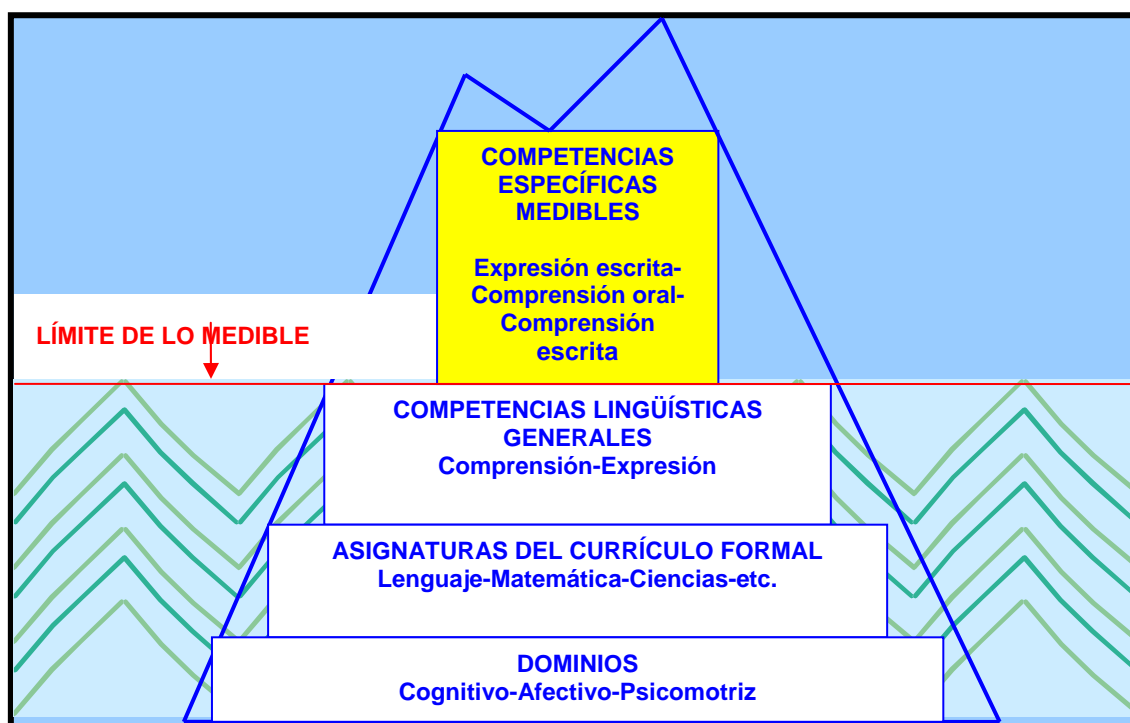 COMPETENCIAS
ESPECÍFICAS
MEDIBLES
Expresión escrita-
Comprensión oral-
Comprensión
escrita
LÍMITE DE LO MEDIBLE
COMPETENCIAS LINGÜÍSTICAS
GENERALES
Comprensión-Expresión
ASIGNATURAS DEL CURRÍCULO FORMAL
Lenguaje-Matemática-Ciencias-etc.
DOMINIOS
Cognitivo-Afectivo-Psicomotriz